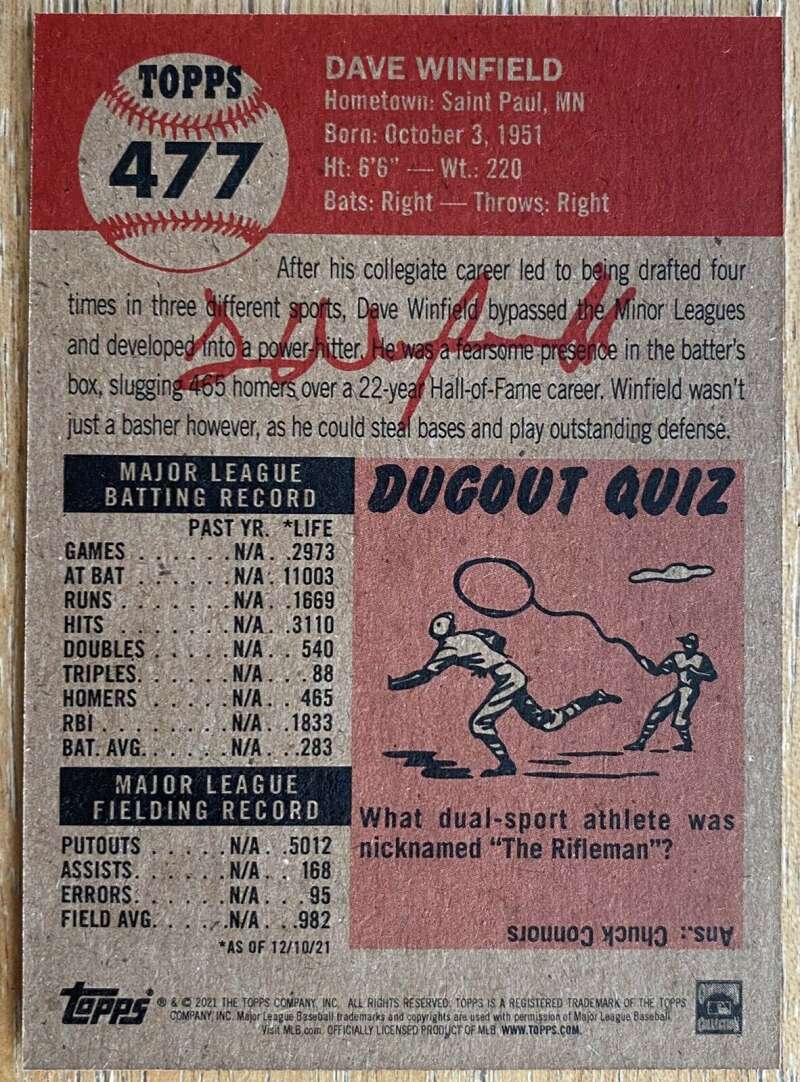 TOPPS
477
DAVE WINFIELD
Hometown: Saint Paul, MN
Born: October 3, 1951
Ht: 6'6" — Wt.: 220
Bats: Right — Throws: Right
After his collegiate career led to being drafted four
times in three different sports, Dave Winfield bypassed the Minor Leagues
and developed into a power-hitter. He was a fearsome presence in the batter's
box, slugging 465 homers over a 22-year Hall-of-Fame career. Winfield wasn't
just a basher however, as he could steal bases and play outstanding defense.
MAJOR LEAGUE
BATTING RECORD
PAST YR. *LIFE
GAMES . . . . . . N/A . .2973
AT BAT . . . . . . N/A . 11003
RUNS . . . . . . . N/A . .1669
HITS . . . . . . . N/A . .3110
DOUBLES . . . . . N/A . . 540
TRIPLES. . . . . . N/A . . . 88
HOMERS . . . . . N/A . . 465
RBI . . . . . . . . N/A . .1833
BAT. AVG. . . . . N/A . . .283
MAJOR LEAGUE
FIELDING RECORD
PUTOUTS . . . . . N/A . .5012
ASSISTS. . . . . . N/A . . 168
ERRORS. . . . . . N/A . . . 95
FIELD AVG. . . . . N/A . . .982
*AS OF 12/10/21
DUGOUT QUIZ
What dual-sport athlete was
nicknamed "The Rifleman"?
Ans.: Chuck Connors
topps
® & © 2021 THE TOPPS COMPANY, INC. ALL RIGHTS RESERVED. TOPPS IS A REGISTERED TRADEMARK OF THE TOPPS
COMPANY, INC. Major League Baseball trademarks and copyrights are used with permission of Major League Baseball.
Visit MLB.com. OFFICIALLY LICENSED PRODUCT OF MLB. WWW.TOPPS.COM.